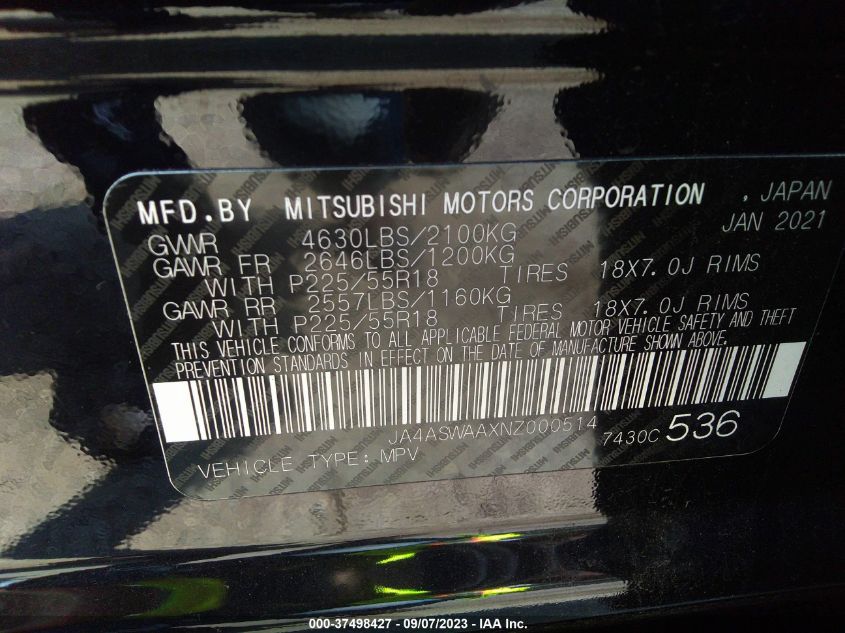 MFD.BY MITSUBISHI MOTORS CORPORATION , JAPAN
JAN 2021
GVWR 4630LBS/2100KG
GAWR FR 2646LBS/1200KG
WITH P225/55R18 TIRES 18X7.0J RIMS
GAWR RR 2557LBS/1160KG
WITH P225/55R18 TIRES 18X7.0J RIMS
THIS VEHICLE CONFORMS TO ALL APPLICABLE FEDERAL MOTOR VEHICLE SAFETY AND THEFT
PREVENTION STANDARDS IN EFFECT ON THE DATE OF MANUFACTURE SHOWN ABOVE.
JA4ASWAAXNZ000514 7430C 536
VEHICLE TYPE: MPV
000-37498427 - 09/07/2023 - IAA Inc.